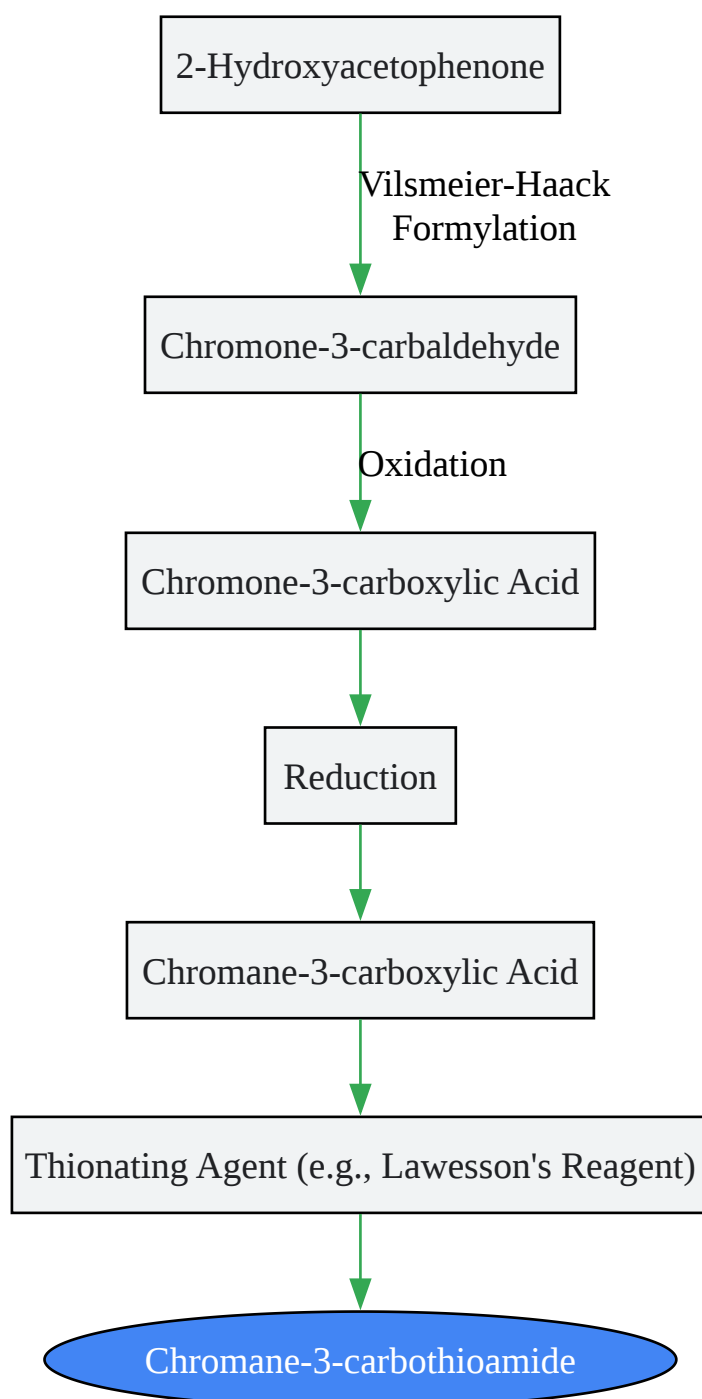 2-Hydroxyacetophenone
Vilsmeier-Haack
Formylation
Chromone-3-carbaldehyde
Oxidation
Chromone-3-carboxylic Acid
Reduction
Chromane-3-carboxylic Acid
Thionating Agent (e.g., Lawesson's Reagent)
Chromane-3-carbothioamide